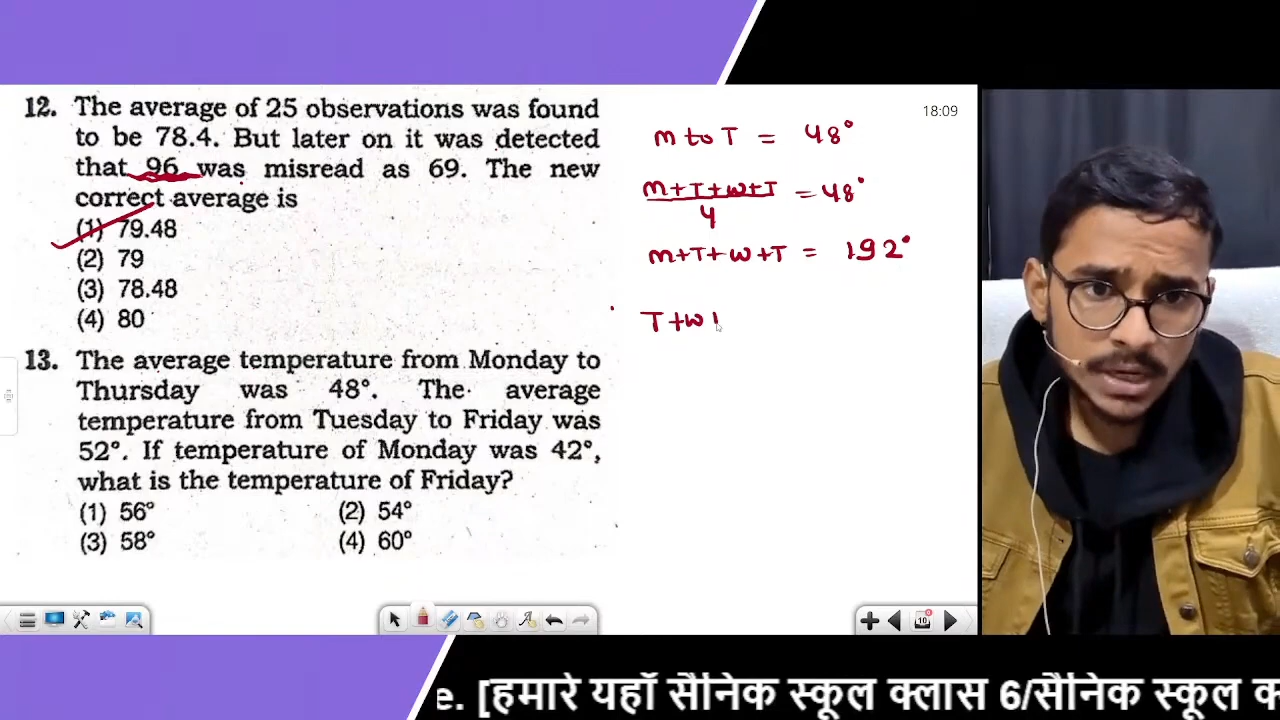 12. The average of 25 observations was found
to be 78.4. But later on it was detected
that 96 was misread as 69. The new
correct average is
(1) 79.48
(2) 79
(3) 78.48
(4) 80
13. The average temperature from Monday to
Thursday was 48°. The average
temperature from Tuesday to Friday was
52°. If temperature of Monday was 42°,
what is the temperature of Friday?
(1) 56° (2) 54°
(3) 58° (4) 60°
18:09
m to T = 48°
m+T+w+T
4
= 48°
m+T+w+T = 192°
T+w
10
e. [हमारे यहाँ सैनिक स्कूल क्लास 6/सैनिक स्कूल क